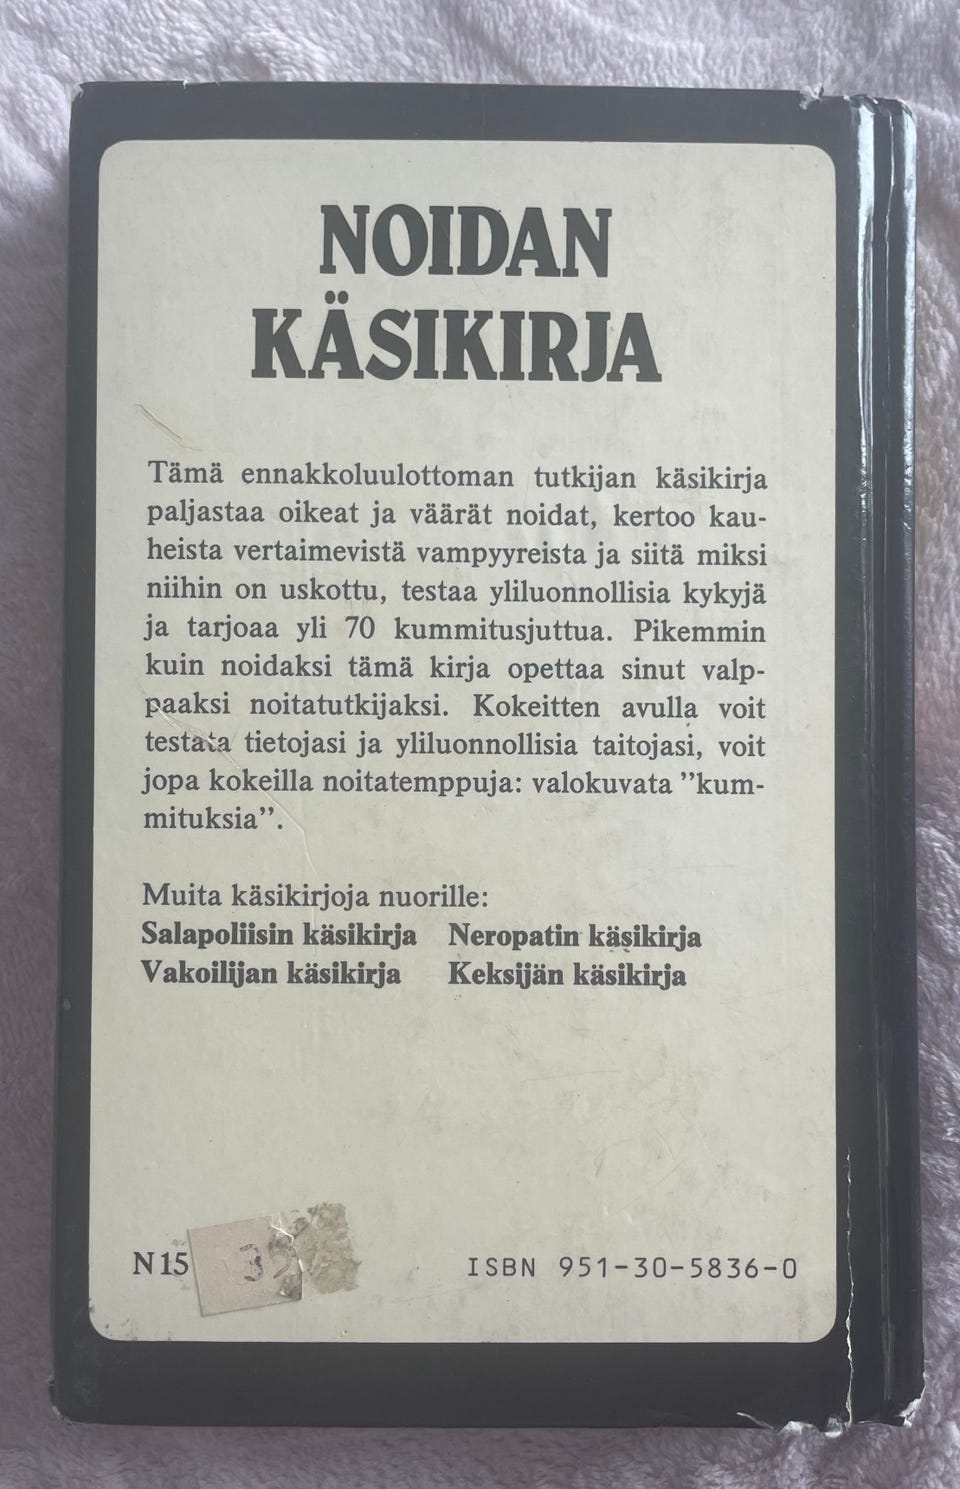 NOIDAN
KÄSIKIRJA
Tämä ennakkoluulottoman tutkijan käsikirja
paljastaa oikeat ja väärät noidat, kertoo kau-
heista vertaimevistä vampyyreista ja siitä miksi
niihin on uskottu, testaa yliluonnollisia kykyjä
ja tarjoaa yli 70 kummitusjuttua. Pikemmin
kuin noidaksi tämä kirja opettaa sinut valp-
paaksi noitatutkijaksi. Kokeitten avulla voit
testata tietojasi ja yliluonnollisia taitojasi, voit
jopa kokeilla noitatemppuja: valokuvata ”kum-
mituksia”.
Muita käsikirjoja nuorille:
Salapoliisin käsikirja Neropatin käsikirja
Vakoilijan käsikirja Keksijän käsikirja
N15 ISBN 951-30-5836-0